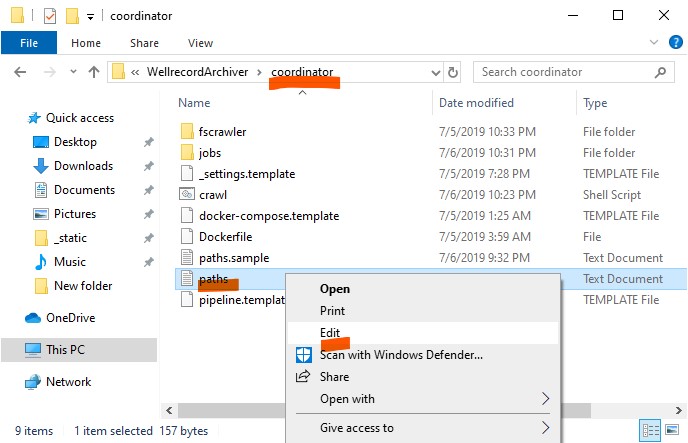 coordinator
File
Home
Share
View
« WellrecordArchiver > coordinator
Search coordinator
Name
Date modified
Type
Quick access
Desktop
Downloads
Documents
Pictures
_static
Music
New folder
OneDrive
This PC
Network
fscrawler 7/5/2019 10:33 PM File folder
jobs 7/6/2019 10:31 PM File folder
_settings.template 7/5/2019 7:28 PM TEMPLATE File
crawl 7/6/2019 10:23 PM Shell Script
docker-compose.template 7/5/2019 1:25 AM TEMPLATE File
Dockerfile 7/5/2019 3:59 AM File
paths.sample 7/6/2019 9:32 PM Text Document
paths Text Document
pipeline.templat TEMPLATE File
Open
Print
Edit
Scan with Windows Defender...
Share
Open with
Give access to
9 items 1 item selected 157 bytes